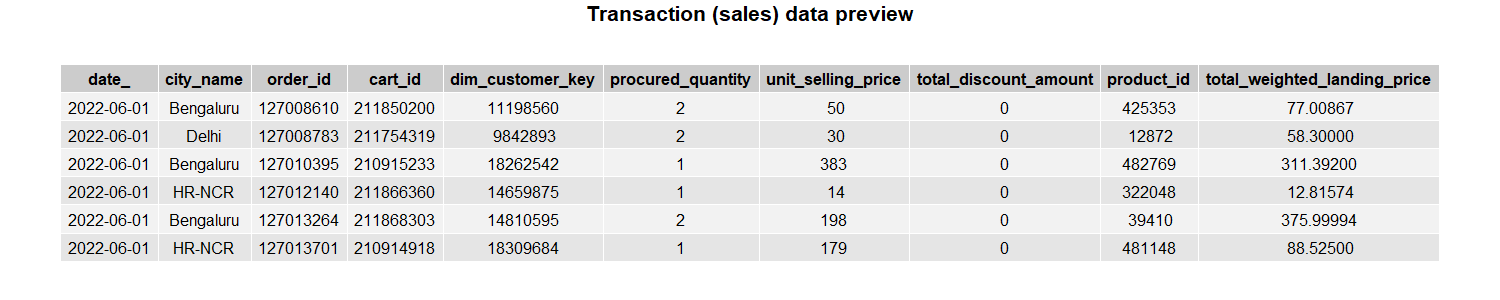 Transaction (sales) data preview
date_ city_name order_id cart_id dim_customer_key procured_quantity unit_selling_price total_discount_amount product_id total_weighted_landing_price
2022-06-01 Bengaluru 127008610 211850200 11198560 2 50 0 425353 77.00867
2022-06-01 Delhi 127008783 211754319 9842893 2 30 0 12872 58.30000
2022-06-01 Bengaluru 127010395 210915233 18262542 1 383 0 482769 311.39200
2022-06-01 HR-NCR 127012140 211866360 14659875 1 14 0 322048 12.81574
2022-06-01 Bengaluru 127013264 211868303 14810595 2 198 0 39410 375.99994
2022-06-01 HR-NCR 127013701 210914918 18309684 1 179 0 481148 88.52500